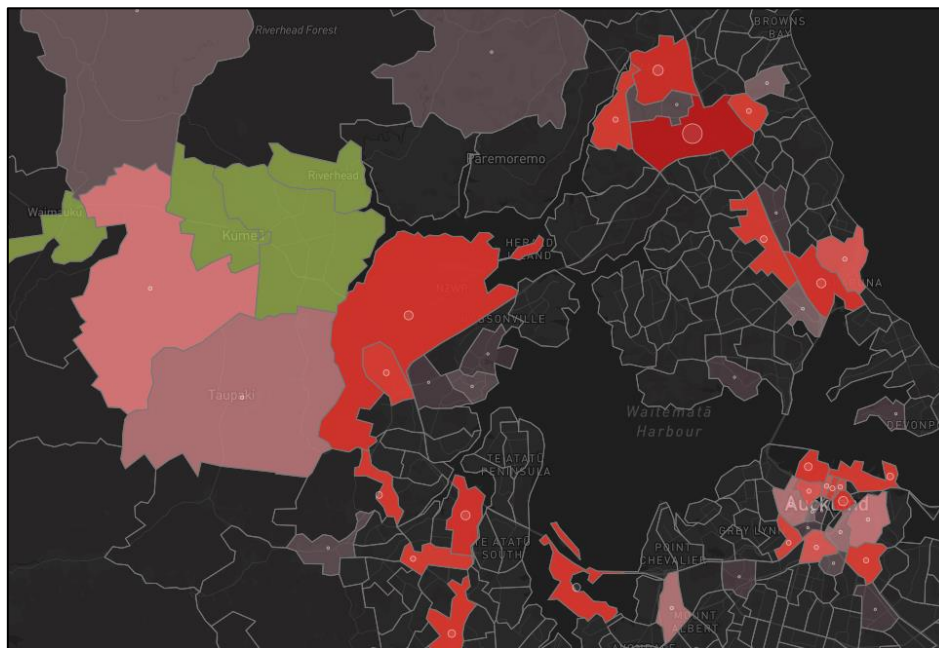 BROWNS
BAY
Riverhead Forest
Paremoremo
Riverhead
Waimauku
Kumeu
HERALD
ISLAND
Taupaki
Waitematā
Harbour
DEVONP
TE ATATŪ
PENINSULA
Auckland
GREY LYNN
TE ATATŪ
SOUTH
POINT
CHEVALIER
MOUNT
ALBERT